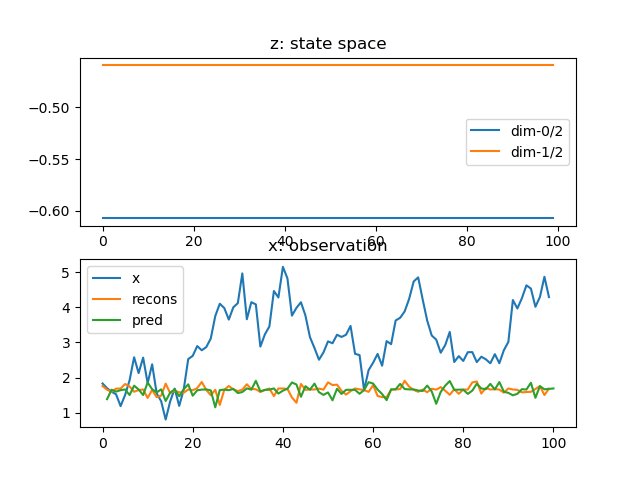 z: state space
−0.50
−0.55
−0.60
dim-0/2
dim-1/2
0 20 40 60 80 100
x: observation
5
4
3
2
1
x
recons
pred
0 20 40 60 80 100